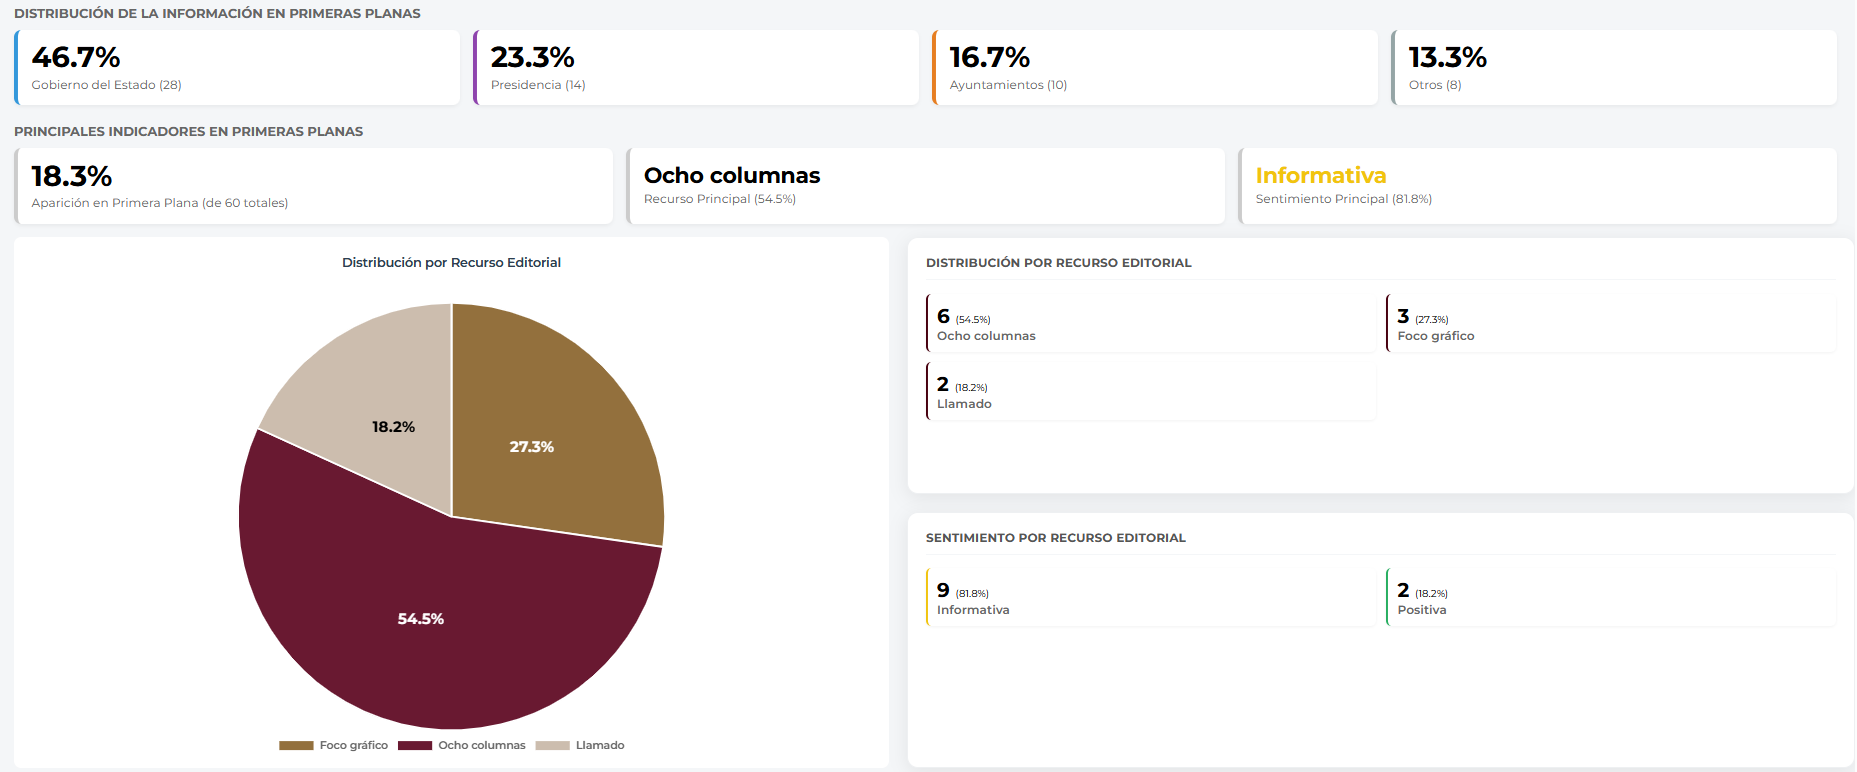 DISTRIBUCIÓN DE LA INFORMACIÓN EN PRIMERAS PLANAS
46.7%
Gobierno del Estado (28)
23.3%
Presidencia (14)
16.7%
Ayuntamientos (10)
13.3%
Otros (8)
PRINCIPALES INDICADORES EN PRIMERAS PLANAS
18.3%
Aparición en Primera Plana (de 60 totales)
Ocho columnas
Recurso Principal (54.5%)
Informativa
Sentimiento Principal (81.8%)
Distribución por Recurso Editorial
18.2%
27.3%
54.5%
Foco gráfico
Ocho columnas
Llamado
DISTRIBUCIÓN POR RECURSO EDITORIAL
6 (54.5%)
Ocho columnas
3 (27.3%)
Foco gráfico
2 (18.2%)
Llamado
SENTIMIENTO POR RECURSO EDITORIAL
9 (81.8%)
Informativa
2 (18.2%)
Positiva